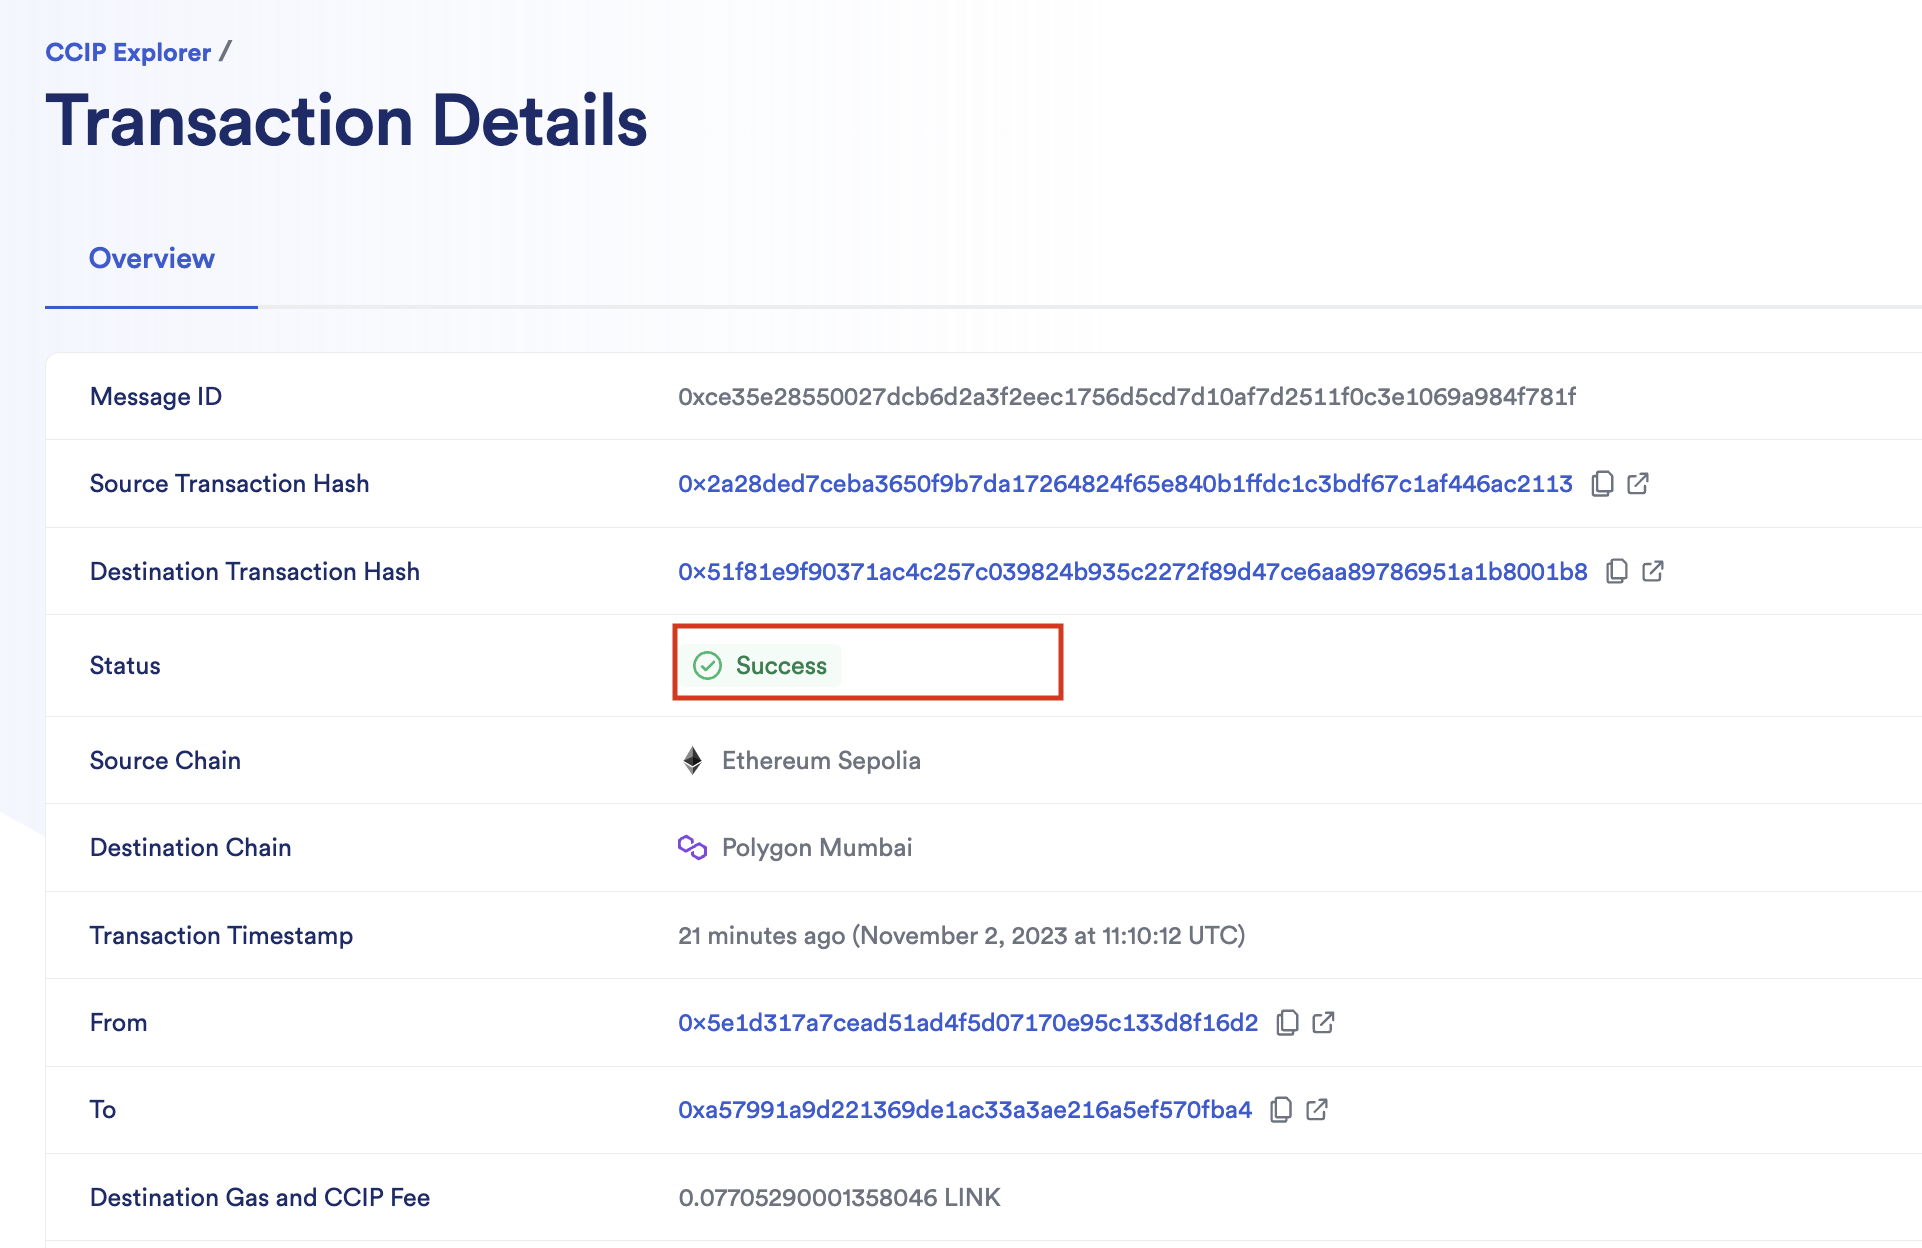 CCIP Explorer /
Transaction Details
Overview
Message ID 0xce35e28550027dcb6d2a3f2eec1756d5cd7d10af7d2511f0c3e1069a984f781f
Source Transaction Hash 0x2a28ded7ceba3650f9b7da17264824f65e840b1ffdc1c3bdf67c1af446ac2113
Destination Transaction Hash 0x51f81e9f90371ac4c257c039824b935c2272f89d47ce6aa89786951a1b8001b8
Status Success
Source Chain Ethereum Sepolia
Destination Chain Polygon Mumbai
Transaction Timestamp 21 minutes ago (November 2, 2023 at 11:10:12 UTC)
From 0x5e1d317a7cead51ad4f5d07170e95c133d8f16d2
To 0xa57991a9d221369de1ac33a3ae216a5ef570fba4
Destination Gas and CCIP Fee 0.07705290001358046 LINK